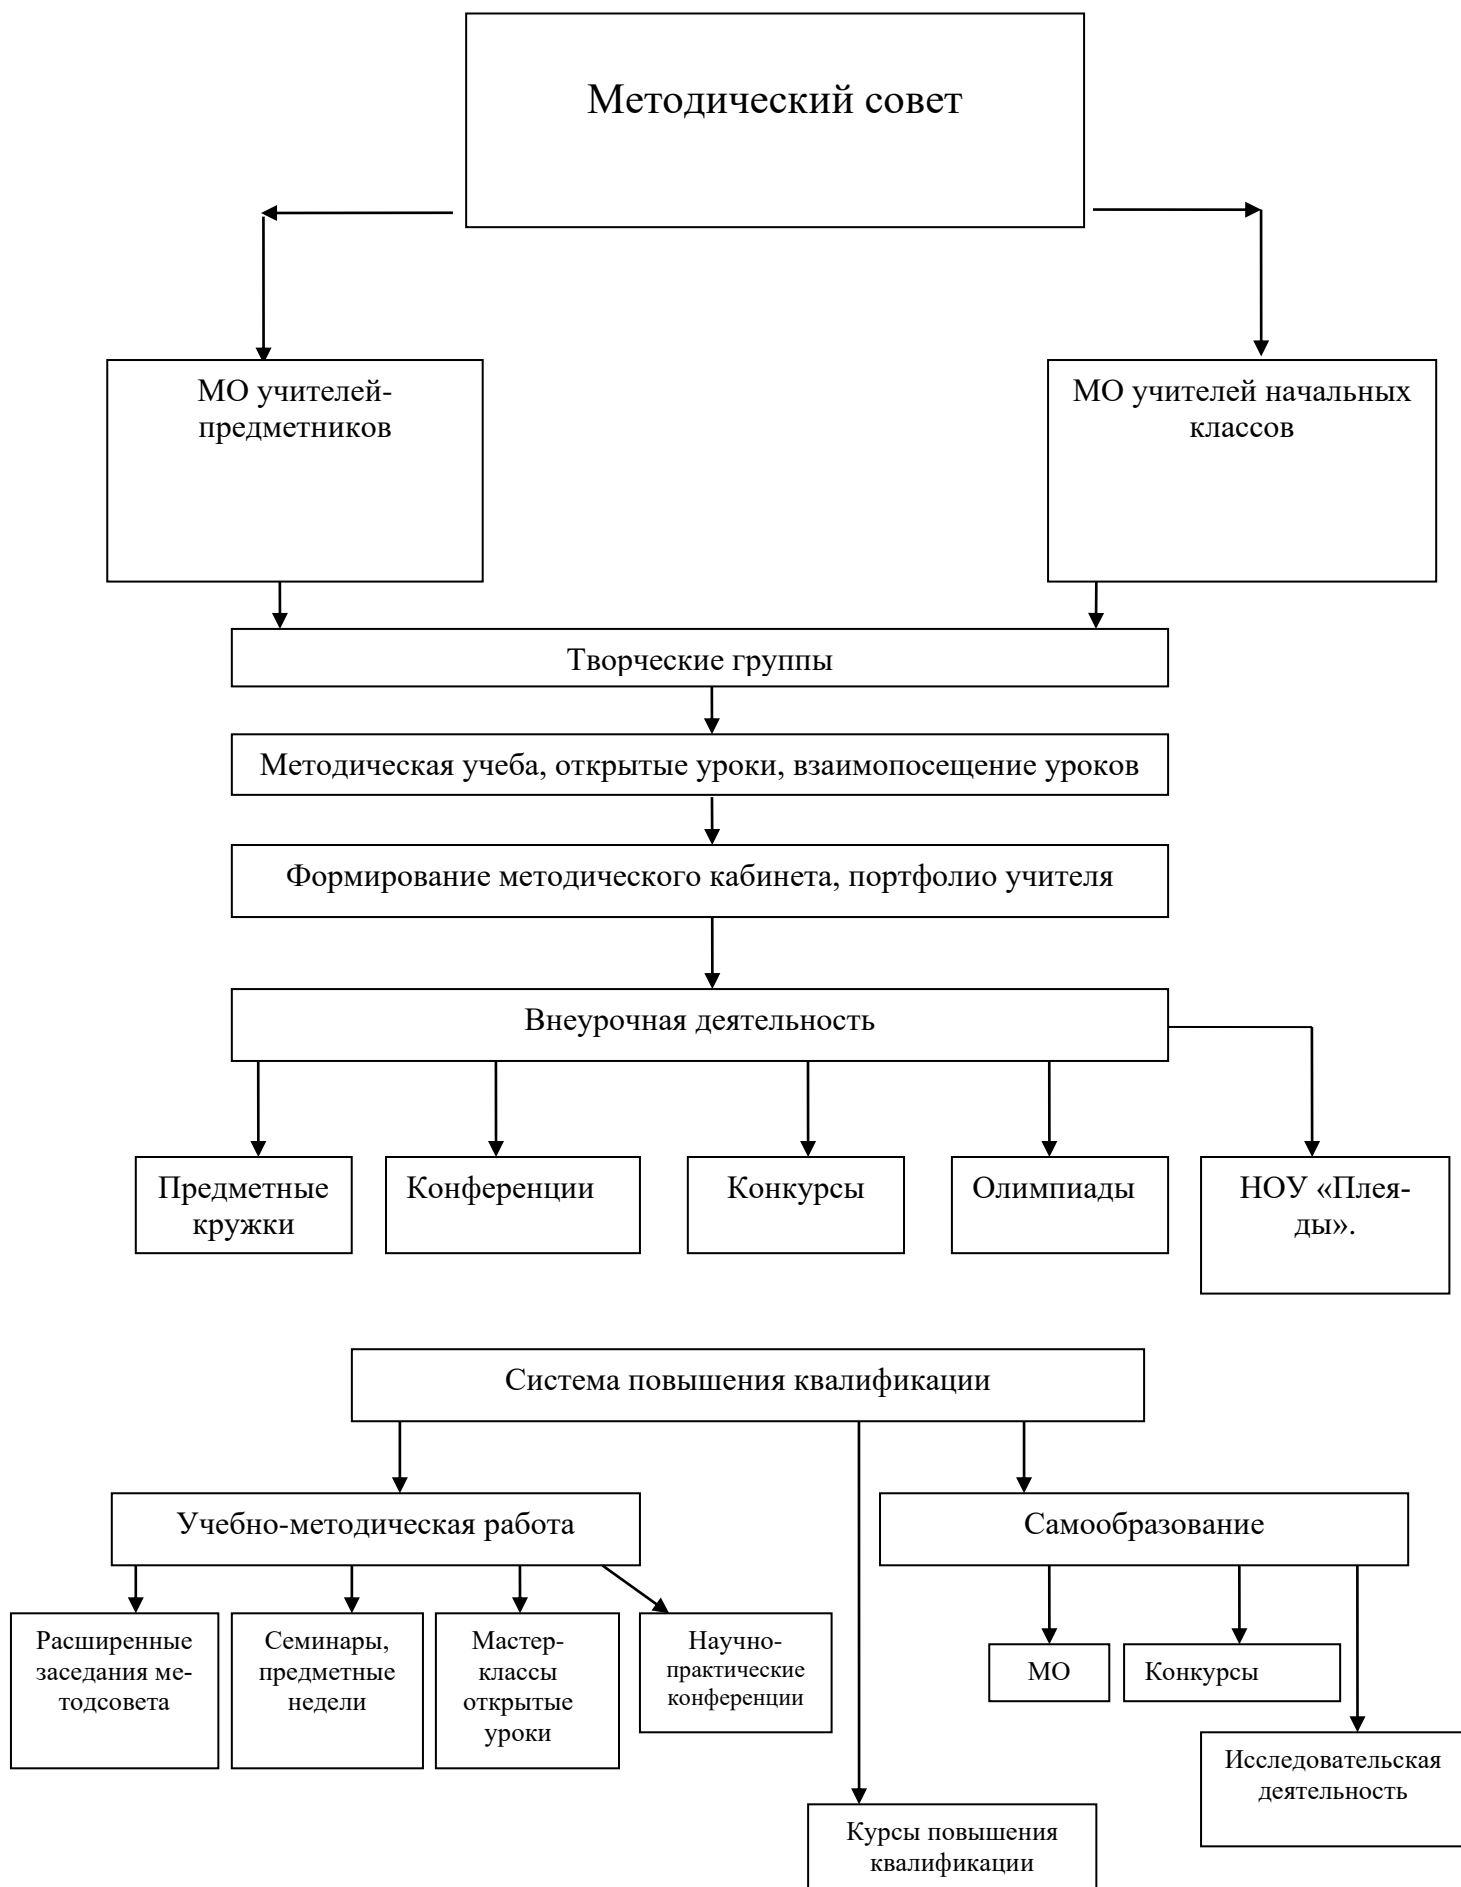 Методический совет
МО учителей-
предметников
МО учителей начальных
классов
Творческие группы
Методическая учеба, открытые уроки, взаимопосещение уроков
Формирование методического кабинета, портфолио учителя
Внеурочная деятельность
Предметные
кружки
Конференции
Конкурсы
Олимпиады
НОУ «Плея-
ды».
Система повышения квалификации
Учебно-методическая работа
Самообразование
Расширенные
заседания ме-
тодсовета
Семинары,
предметные
недели
Мастер-
классы
открытые
уроки
Научно-
практические
конференции
МО
Конкурсы
Исследовательская
деятельность
Курсы повышения
квалификации